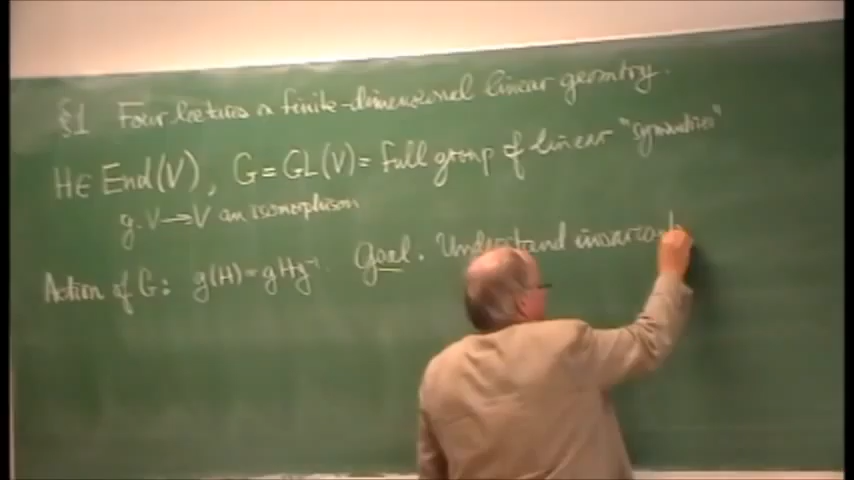 §1 Four lectures on finite-dimensional linear geometry.
H∈ End(V), G = GL(V) = full group of linear "symmetries"
g: V → V an isomorphism
Action of G: g(H) = gHg⁻¹. Goal. Understand invariant